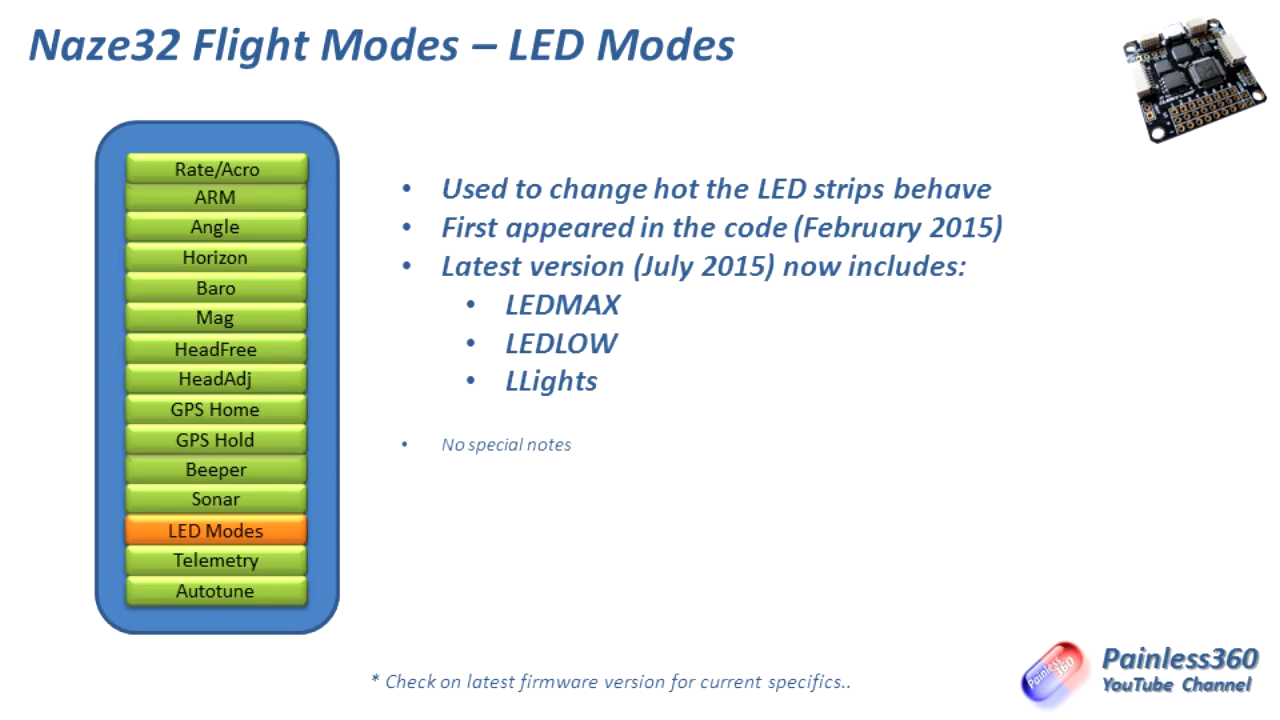 Naze32 Flight Modes – LED Modes
Rate/Acro
ARM
Angle
Horizon
Baro
Mag
HeadFree
HeadAdj
GPS Home
GPS Hold
Beeper
Sonar
LED Modes
Telemetry
Autotune
• Used to change hot the LED strips behave
• First appeared in the code (February 2015)
• Latest version (July 2015) now includes:
• LEDMAX
• LEDLOW
• LLights
• No special notes
* Check on latest firmware version for current specifics..
Painless
360
Painless360
YouTube Channel